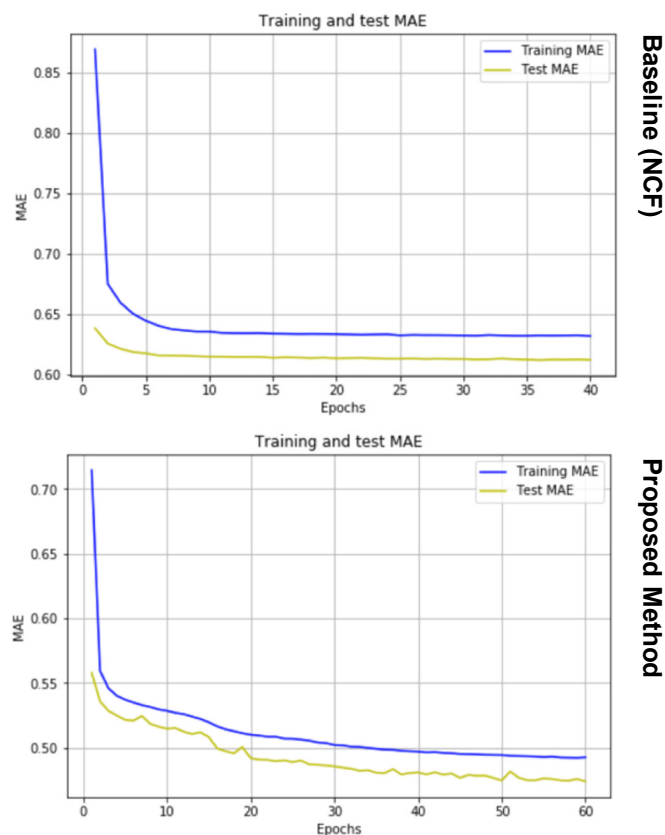 Training and test MAE
Training MAE
Test MAE
0.85
0.80
0.75
0.70
0.65
0.60
MAE
0 5 10 15 20 25 30 35 40
Epochs
Baseline (NCF)
Training and test MAE
Training MAE
Test MAE
0.70
0.65
0.60
0.55
0.50
MAE
0 10 20 30 40 50 60
Epochs
Proposed Method